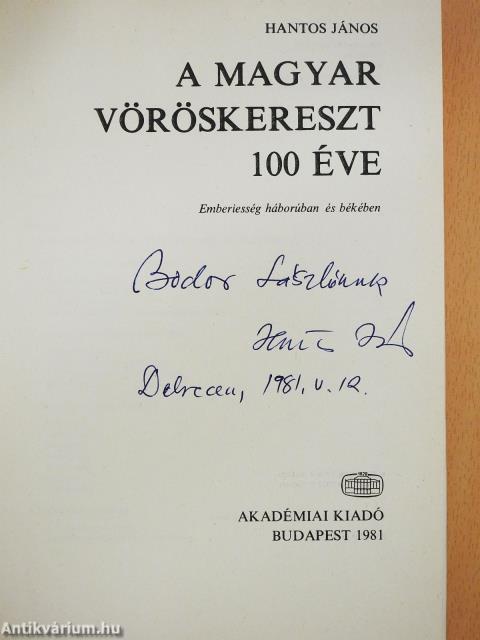 HANTOS JÁNOS
A MAGYAR
VÖRÖSKERESZT
100 ÉVE
Emberiesség háborúban és békében
Bodor Lászlónak
Debrecen, 1981. V. 12.
1828
AKADÉMIAI KIADÓ
BUDAPEST 1981
Antikvárium.hu